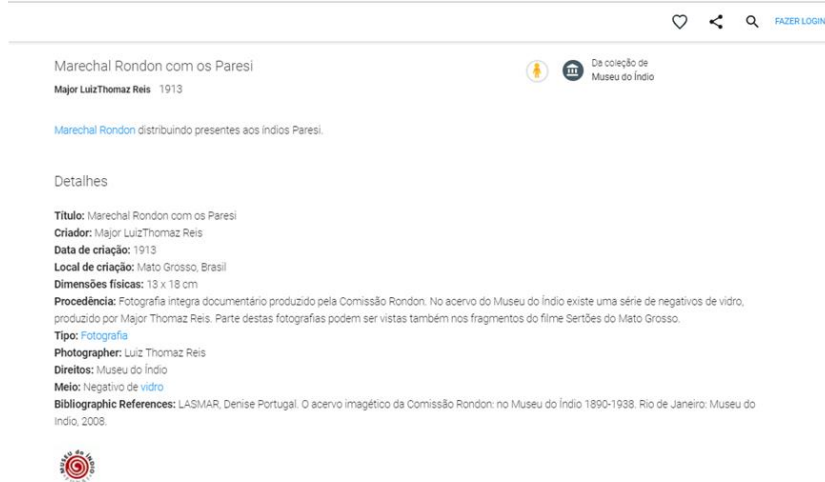 FAZER LOGIN
Marechal Rondon com os Paresi
Da coleção de
Museu do Índio
Major LuizThomaz Reis 1913
Marechal Rondon distribuindo presentes aos índios Paresi.
Detalhes
Título: Marechal Rondon com os Paresi
Criador: Major LuizThomaz Reis
Data de criação: 1913
Local de criação: Mato Grosso, Brasil
Dimensões físicas: 13 x 18 cm
Procedência: Fotografia integra documentário produzido pela Comissão Rondon. No acervo do Museu do Índio existe uma série de negativos de vidro,
produzido por Major Thomaz Reis. Parte destas fotografias podem ser vistas também nos fragmentos do filme Sertões do Mato Grosso.
Tipo: Fotografia
Photographer: Luiz Thomaz Reis
Direitos: Museu do Índio
Meio: Negativo de vidro
Bibliographic References: LASMAR, Denise Portugal. O acervo imagético da Comissão Rondon: no Museu do Índio 1890-1938. Rio de Janeiro: Museu do
Indio, 2008.
MUSEU do ÍNDIO